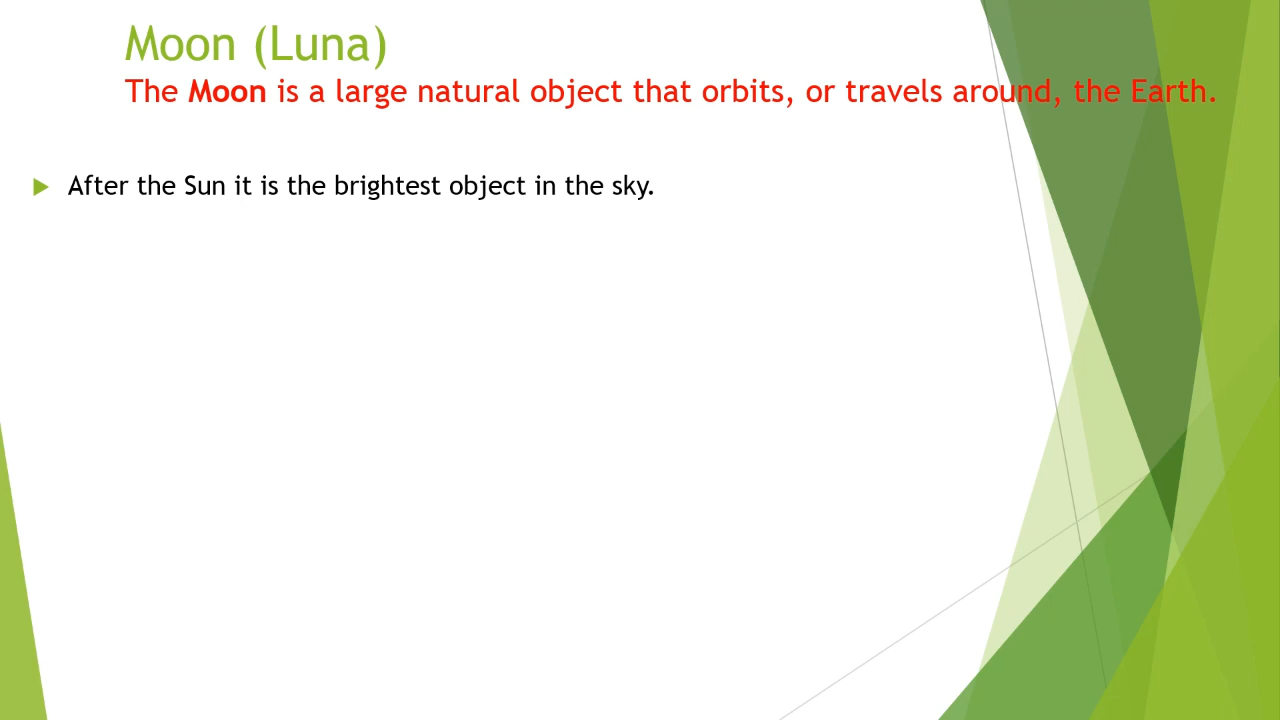 Moon (Luna)
The Moon is a large natural object that orbits, or travels around, the Earth.
After the Sun it is the brightest object in the sky.